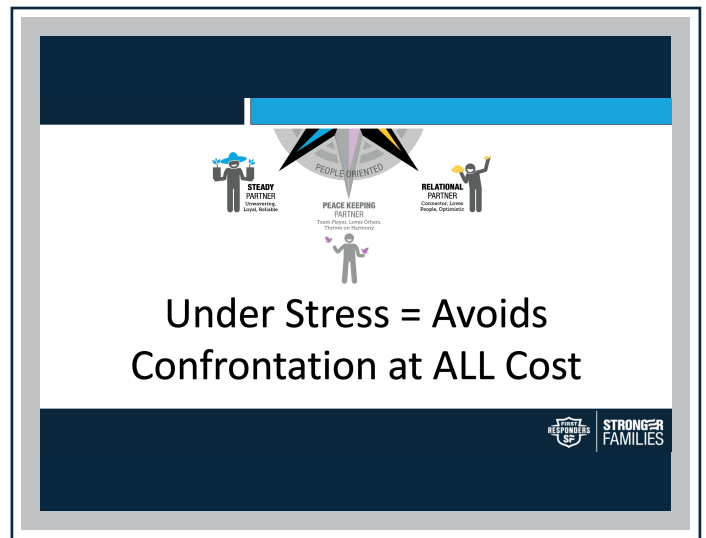 PEOPLE ORIENTED
STEADY
PARTNER
Unwavering,
Loyal, Reliable
PEACE KEEPING
PARTNER
Team Player, Loves Others,
Thrives on Harmony
RELATIONAL
PARTNER
Connector, Loves
People, Optimistic
Under Stress = Avoids
Confrontation at ALL Cost
FIRST
RESPONDERS
SF
STRONGER
FAMILIES